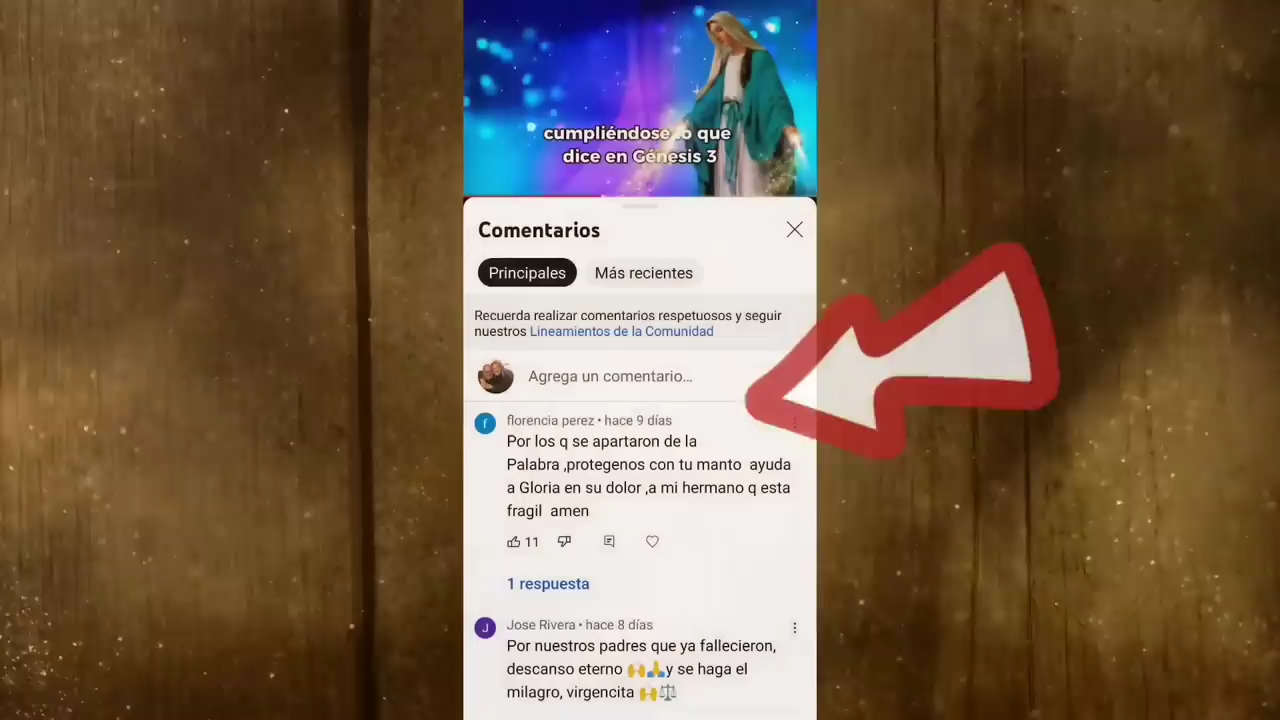 cumpliéndose lo que
dice en Génesis 3
Comentarios
Principales
Más recientes
Recuerda realizar comentarios respetuosos y seguir
nuestros Lineamientos de la Comunidad
Agrega un comentario...
f
florencia perez • hace 9 días
Por los q se apartaron de la
Palabra ,protegenos con tu manto ayuda
a Gloria en su dolor ,a mi hermano q esta
fragil amen
11
1 respuesta
J
Jose Rivera • hace 8 días
Por nuestros padres que ya fallecieron,
descanso eterno 🙌🙏y se haga el
milagro, virgencita 🙌⚖️